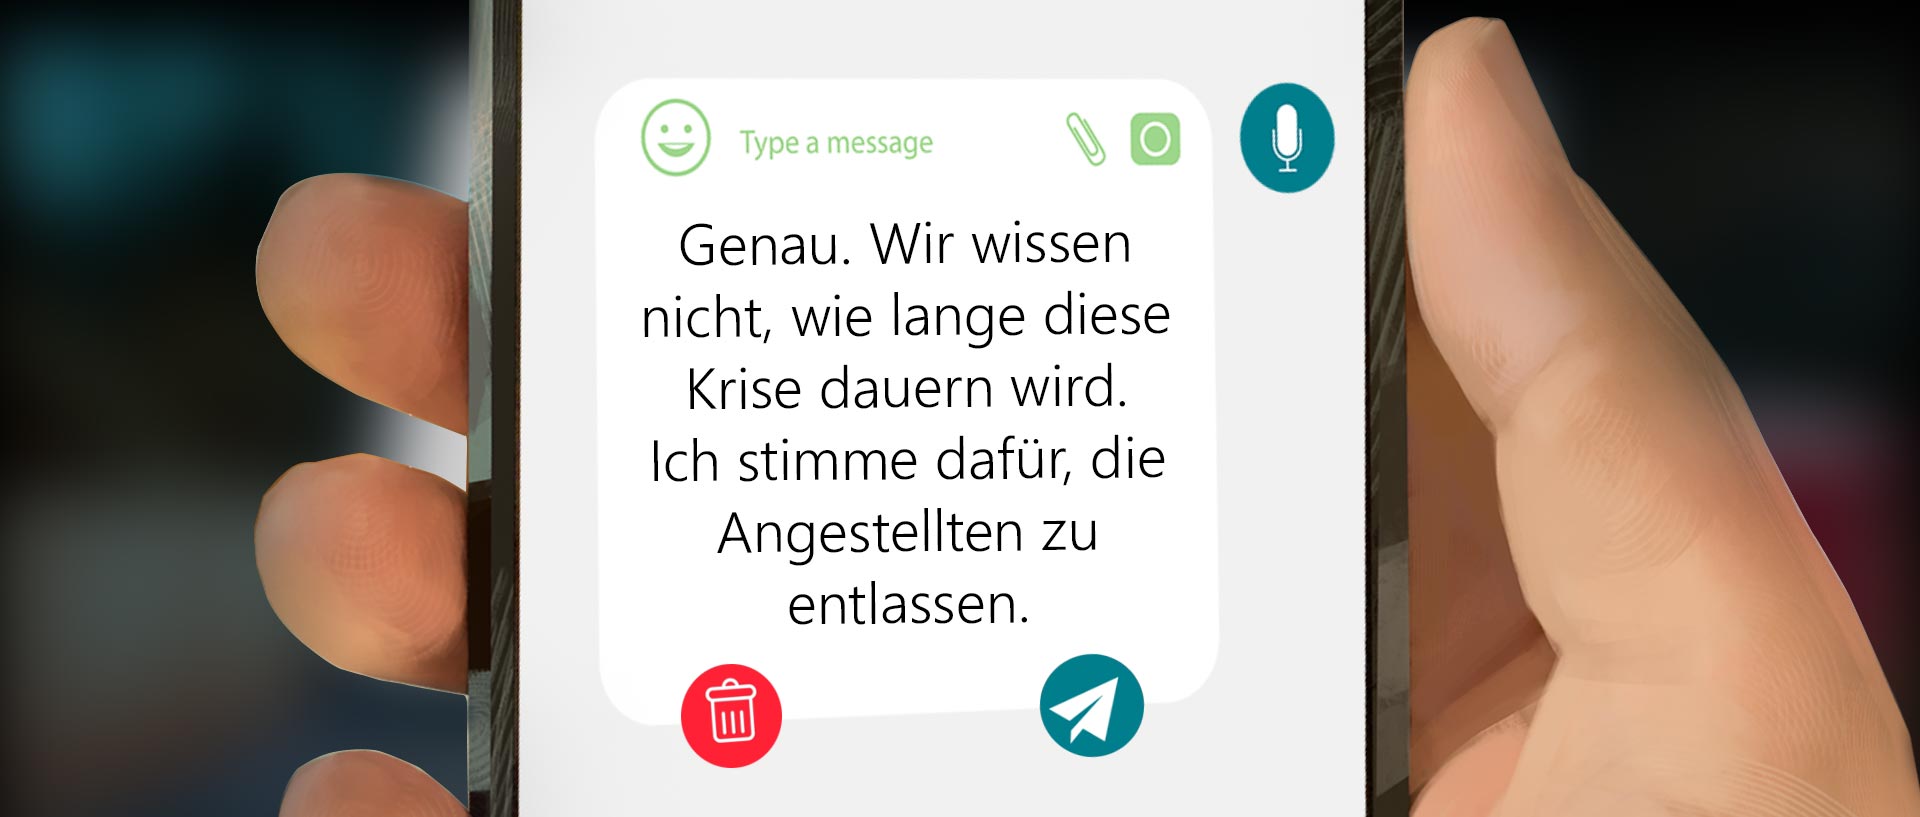 Type a message
Genau. Wir wissen
nicht, wie lange diese
Krise dauern wird.
Ich stimme dafür, die
Angestellten zu
entlassen.